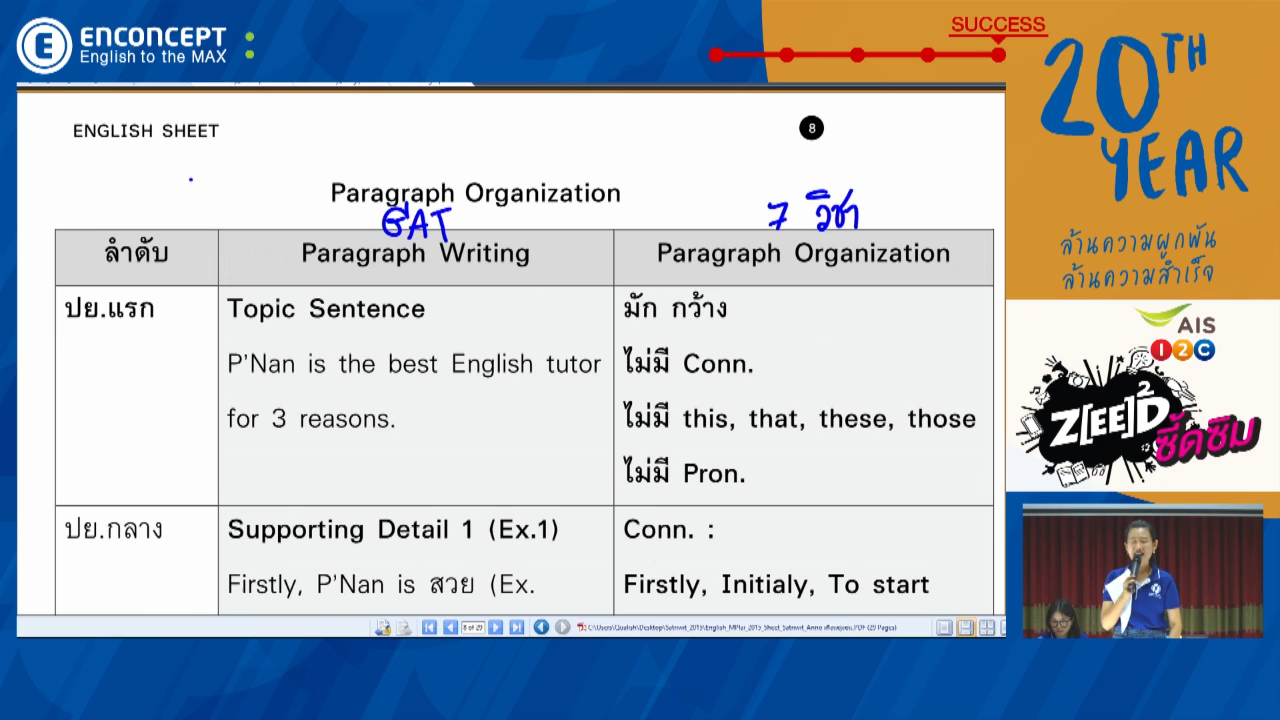 ENCONCEPT
English to the MAX
SUCCESS
20TH
YEAR
ล้านความผูกพัน
ล้านความสำเร็จ
AIS
I 2 C
Z[EE]D2
ซี้ดซิม
ENGLISH SHEET
8
Paragraph Organization
GAT
7 วิชา
ลำดับ
Paragraph Writing
Paragraph Organization
ปย.แรก
Topic Sentence
P'Nan is the best English tutor
for 3 reasons.
มัก กว้าง
ไม่มี Conn.
ไม่มี this, that, these, those
ไม่มี Pron.
ปย.กลาง
Supporting Detail 1 (Ex.1)
Firstly, P'Nan is สวย (Ex.
Conn. :
Firstly, Initialy, To start
8 of 29